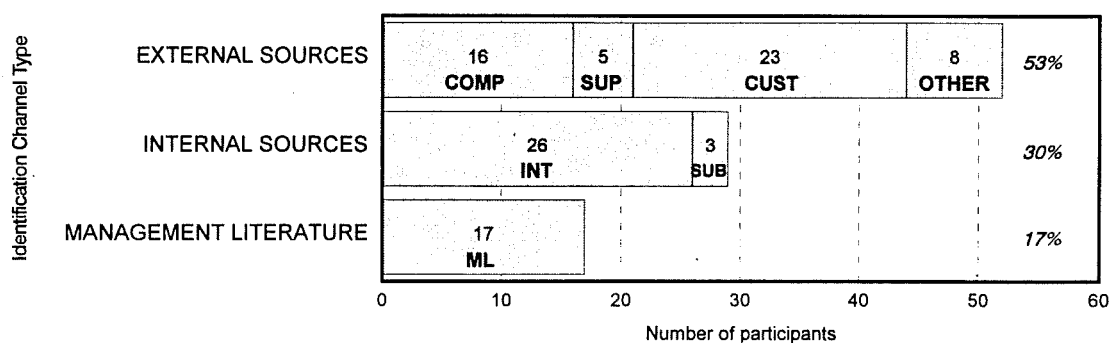 Identification Channel Type
EXTERNAL SOURCES
16 5 23 8 53%
COMP SUP CUST OTHER
INTERNAL SOURCES
26 3 30%
INT SUB
MANAGEMENT LITERATURE
17 17%
ML
0 10 20 30 40 50 60
Number of participants